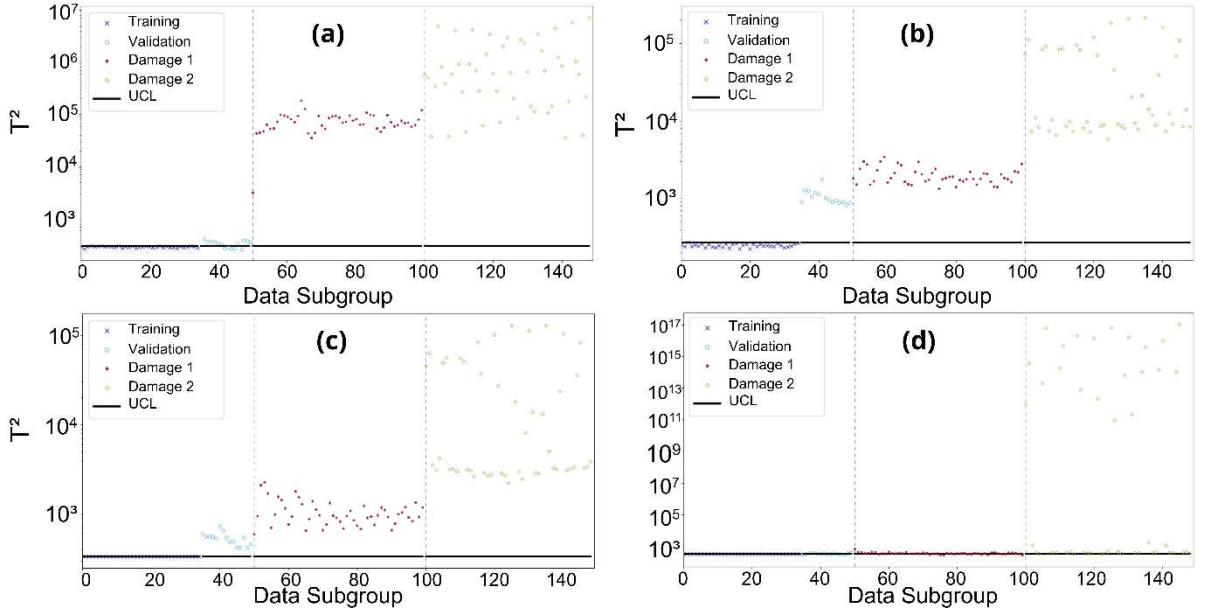 (a)
T²
10⁷
10⁶
10⁵
10⁴
10³
Training
Validation
Damage 1
Damage 2
UCL
0 20 40 60 80 100 120 140
Data Subgroup
(b)
T²
10⁵
10⁴
10³
Training
Validation
Damage 1
Damage 2
UCL
0 20 40 60 80 100 120 140
Data Subgroup
(c)
T²
10⁵
10⁴
10³
Training
Validation
Damage 1
Damage 2
UCL
0 20 40 60 80 100 120 140
Data Subgroup
(d)
T²
10¹⁷
10¹⁵
10¹³
10¹¹
10⁹
10⁷
10⁵
10³
Training
Validation
Damage 1
Damage 2
UCL
0 20 40 60 80 100 120 140
Data Subgroup